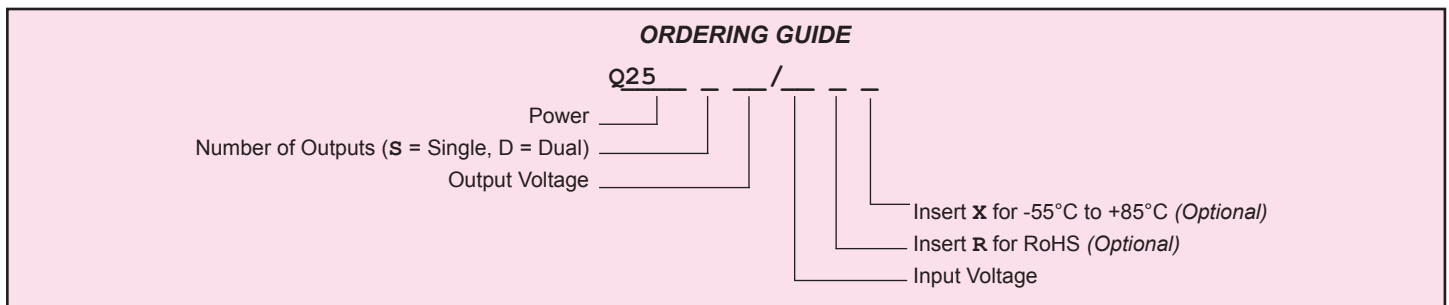 ORDERING GUIDE
Q25__ _ __/__ _ _
Power
Number of Outputs (S = Single, D = Dual)
Output Voltage
Insert X for -55°C to +85°C (Optional)
Insert R for RoHS (Optional)
Input Voltage